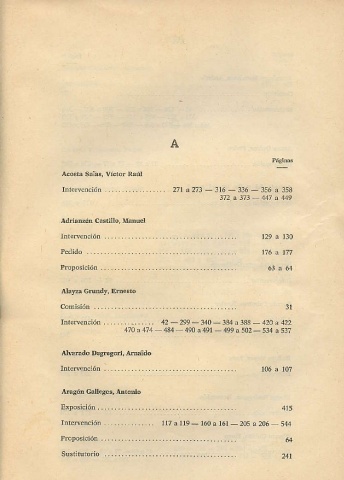 A
Páginas
Acosta Salas, Víctor Raúl
Intervención .................. 271 a 273 — 316 — 336 — 356 a 358
372 a 373 — 447 a 449
Adrianzén Castillo, Manuel
Intervención ........................................ 129 a 130
Pedido ........................................ 176 a 177
Proposición ........................................ 63 a 64
Alayza Grundy, Ernesto
Comisión ........................................ 31
Intervención ............... 42 — 299 — 340 — 384 a 388 — 420 a 422
470 a 474 — 484 — 490 a 491 — 499 a 502 — 534 a 537
Alvarado Dagregori, Arnaldo
Intervención ........................................ 106 a 107
Aragón Gallegos, Antonio
Exposición ........................................ 415
Intervención ............... 117 a 119 — 160 a 161 — 205 a 206 — 544
Proposición ........................................ 64
Sustitutorio ........................................ 241